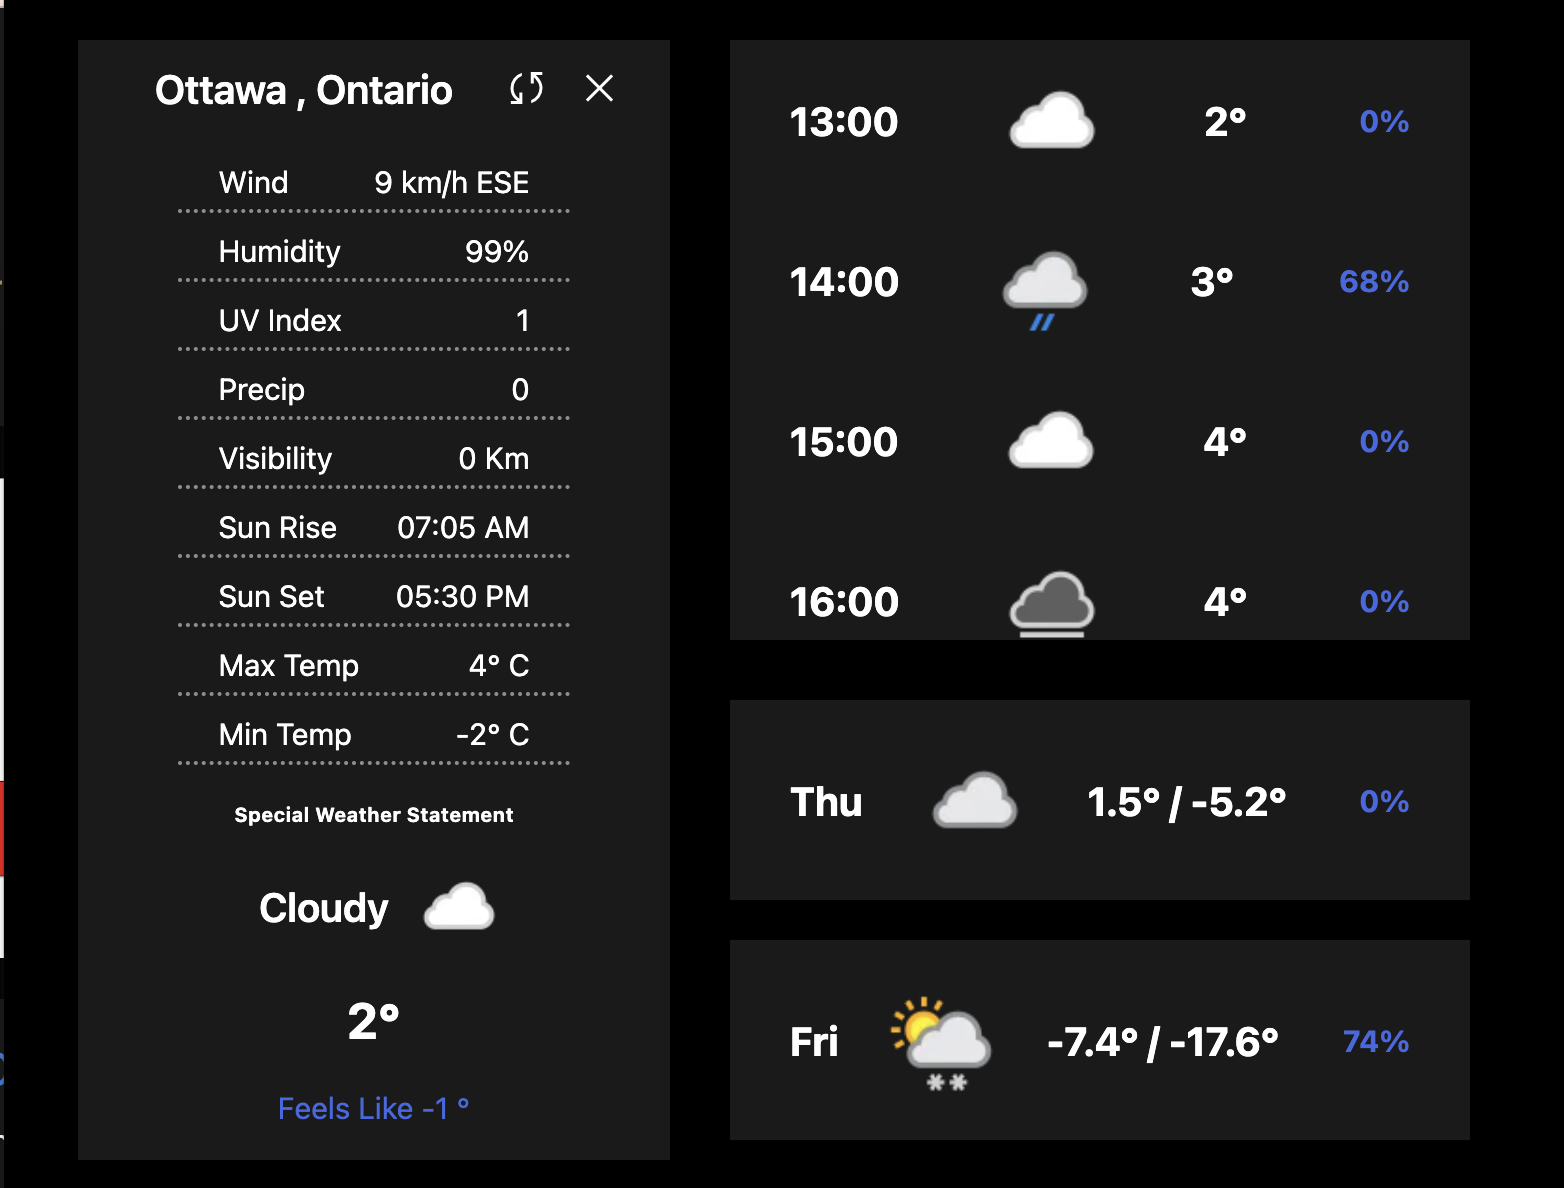 Ottawa , Ontario
Wind 9 km/h ESE
Humidity 99%
UV Index 1
Precip 0
Visibility 0 Km
Sun Rise 07:05 AM
Sun Set 05:30 PM
Max Temp 4° C
Min Temp -2° C
Special Weather Statement
Cloudy
2°
Feels Like -1 °
13:00 2° 0%
14:00 3° 68%
15:00 4° 0%
16:00 4° 0%
Thu 1.5° / -5.2° 0%
Fri -7.4° / -17.6° 74%